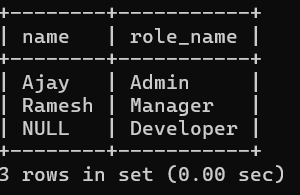 +--------+-----------+
| name   | role_name |
+--------+-----------+
| Ajay   | Admin     |
| Ramesh | Manager   |
| NULL   | Developer |
+--------+-----------+
3 rows in set (0.00 sec)